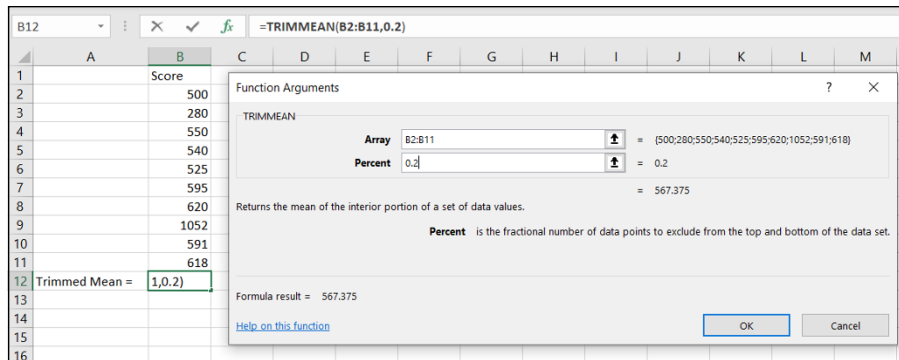 B12 fx =TRIMMEAN(B2:B11,0.2)
A B C D E F G H I J K L M
1 Score
2 500
3 280
4 550
5 540
6 525
7 595
8 620
9 1052
10 591
11 618
12 Trimmed Mean = 1,0.2)
13
14
15
16
Function Arguments ? ×
TRIMMEAN
Array B2:B11 = {500;280;550;540;525;595;620;1052;591;618}
Percent 0.2 = 0.2
= 567.375
Returns the mean of the interior portion of a set of data values.
Percent is the fractional number of data points to exclude from the top and bottom of the data set.
Formula result = 567.375
Help on this function OK Cancel